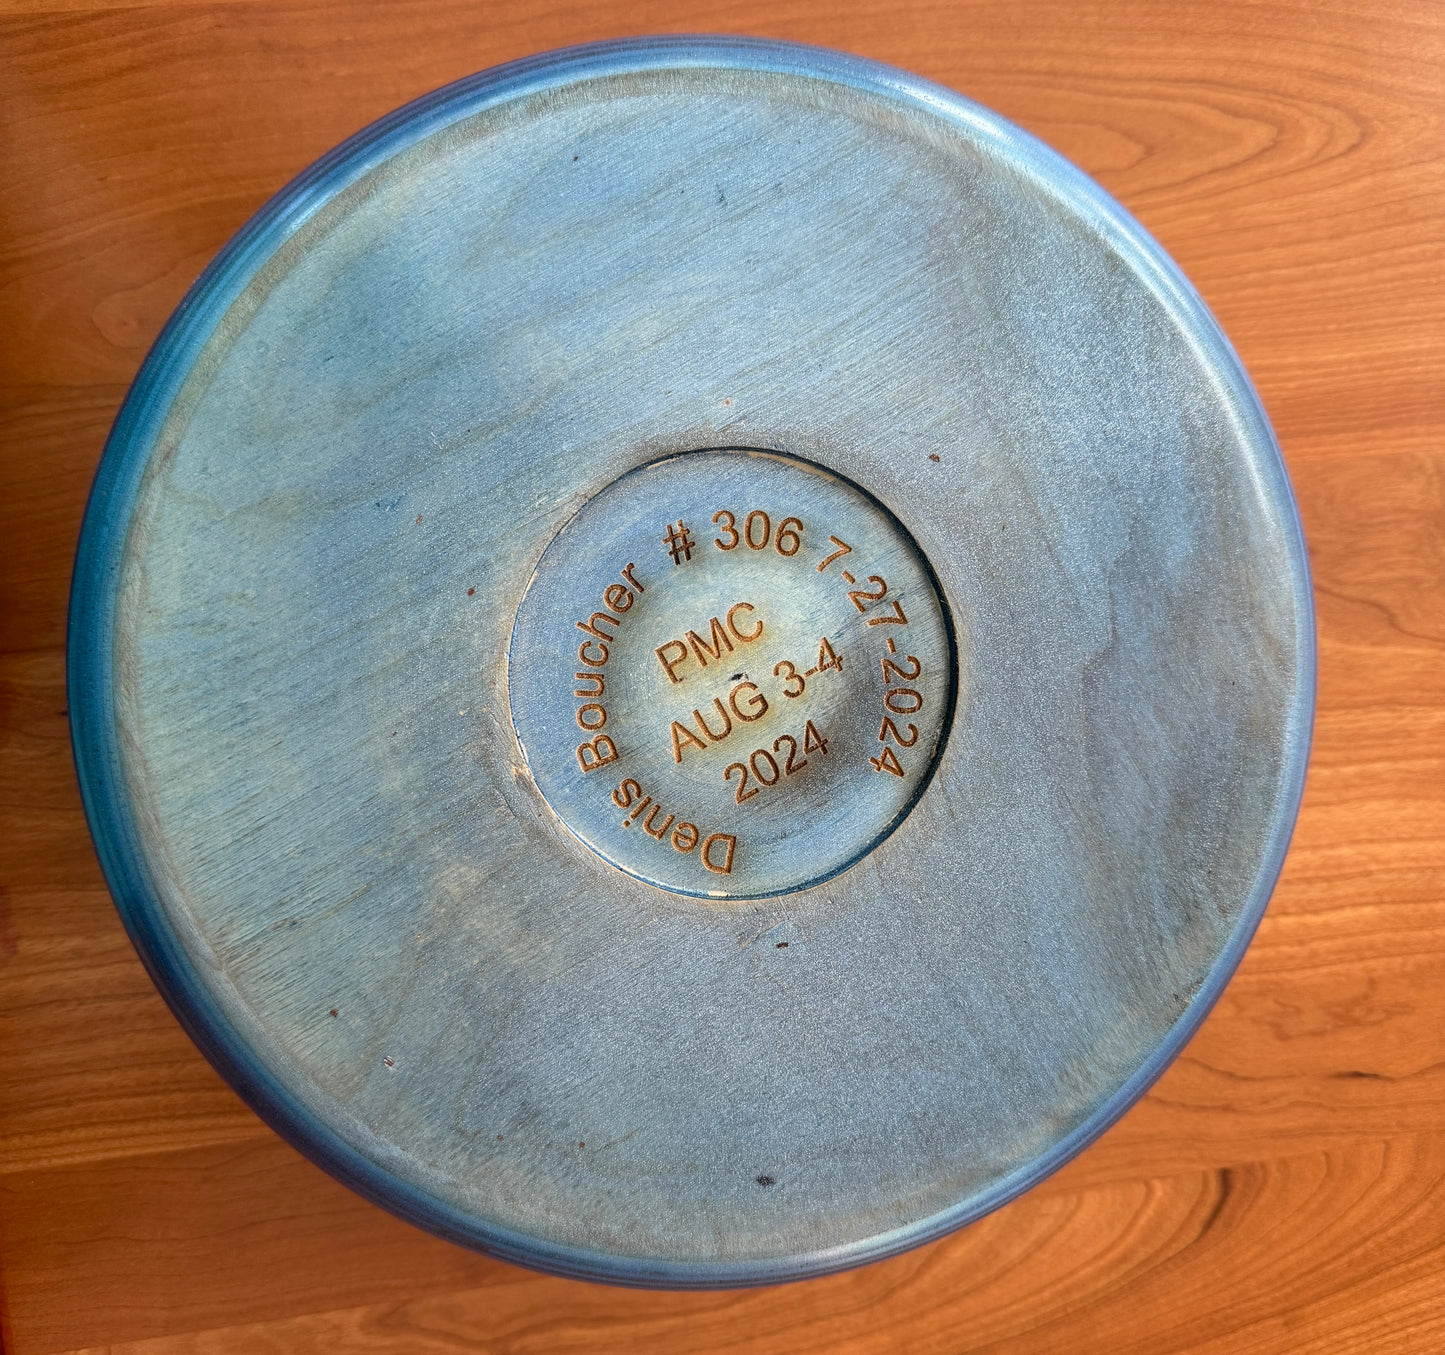 Denis Boucher # 306 7-27-2024
PMC
AUG 3-4
2024